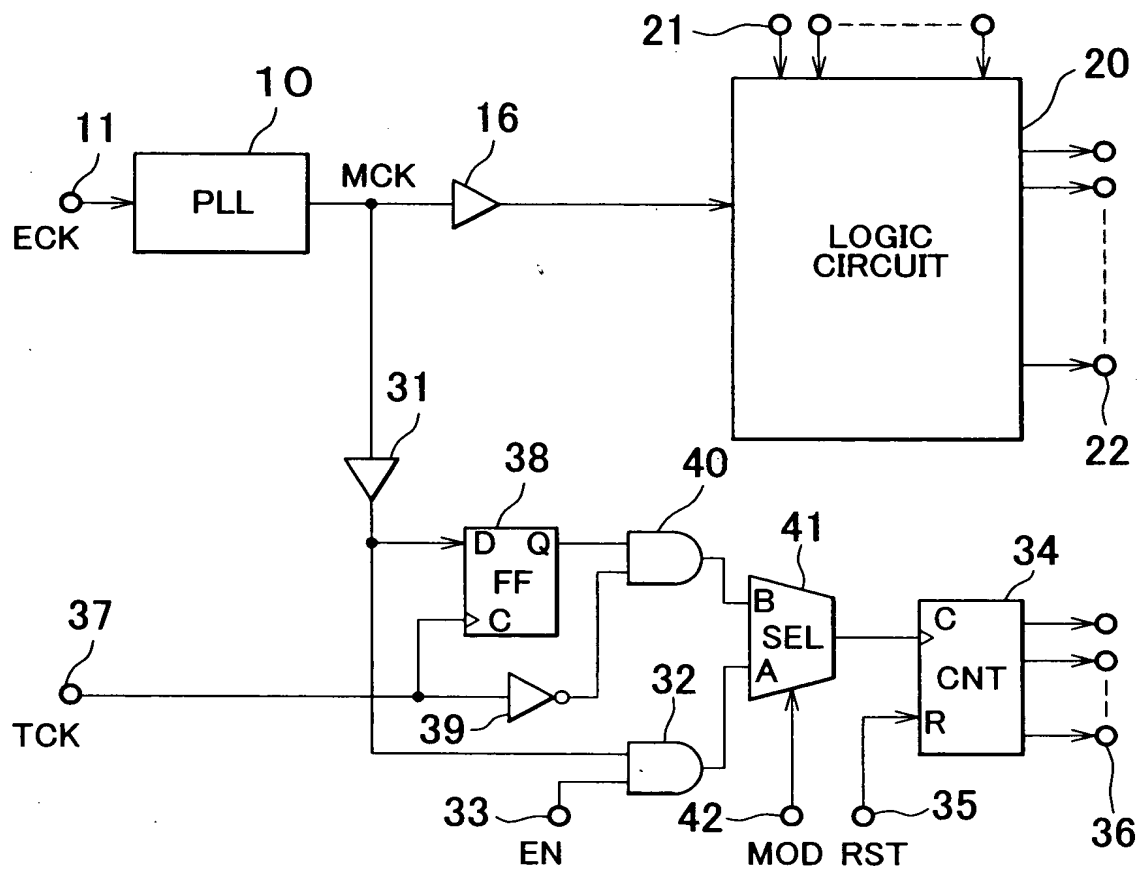 21
20
10
16
11
MCK
PLL
ECK
LOGIC
CIRCUIT
31
22
38
40
41
34
D Q
FF
C
B
SEL
A
C
CNT
R
37
TCK
39
32
33
EN
42
MOD
RST
35
36